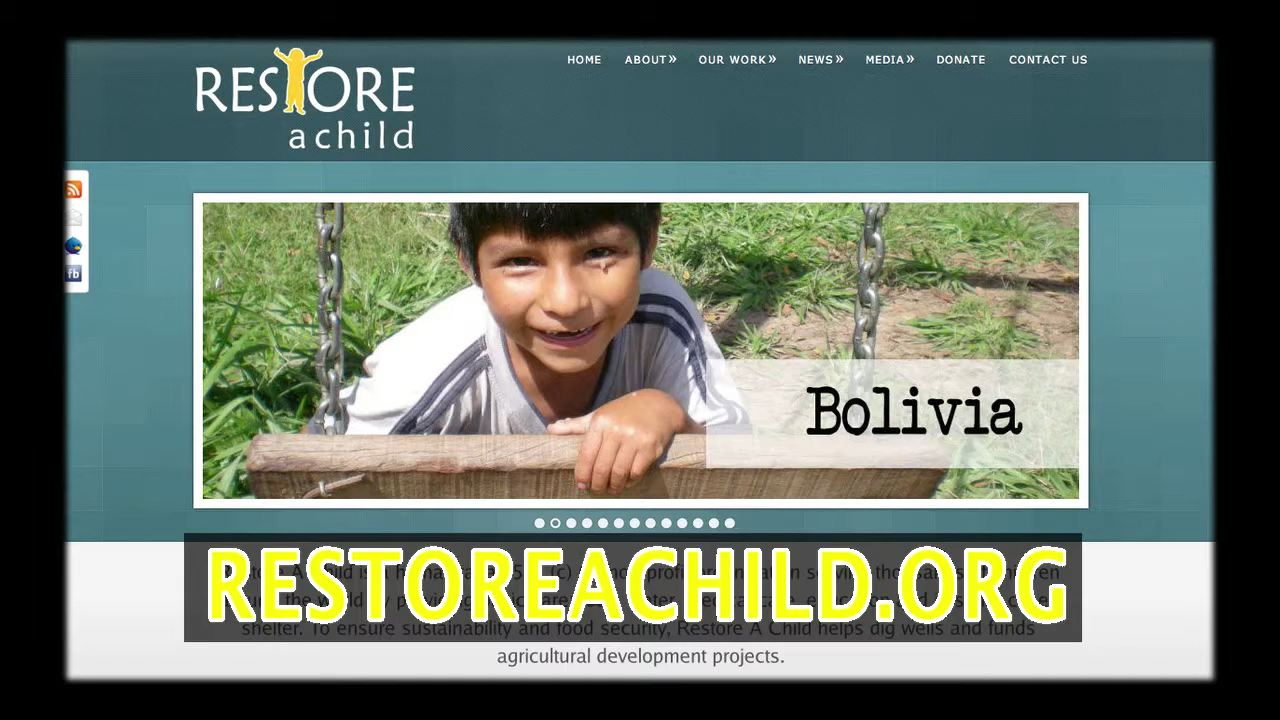 RESTORE
a child
HOME ABOUT» OUR WORK» NEWS» MEDIA» DONATE CONTACT US
fb
Bolivia
RESTOREACHILD.ORG
shelter. To ensure sustainability and food security, Restore A Child helps dig wells and funds
agricultural development projects.